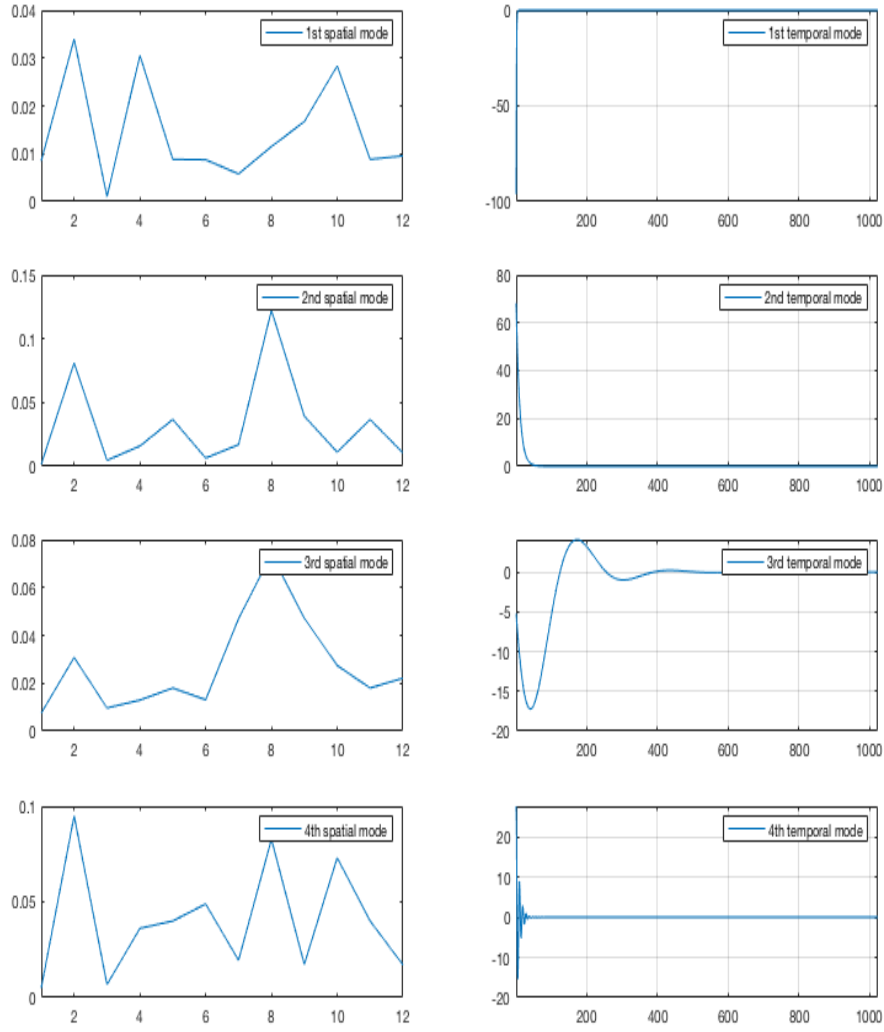 0.04
0.03
0.02
0.01
0
2 4 6 8 10 12
1st spatial mode
0
-50
-100
200 400 600 800 1000
1st temporal mode
0.15
0.1
0.05
0
2 4 6 8 10 12
2nd spatial mode
80
60
40
20
0
200 400 600 800 1000
2nd temporal mode
0.08
0.06
0.04
0.02
0
2 4 6 8 10 12
3rd spatial mode
0
-5
-10
-15
-20
200 400 600 800 1000
3rd temporal mode
0.1
0.05
0
2 4 6 8 10 12
4th spatial mode
20
10
0
-10
-20
200 400 600 800 1000
4th temporal mode